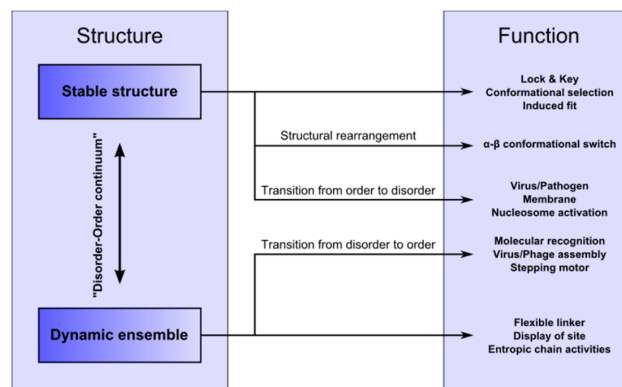 Structure
Function
Stable structure
Lock & Key
Conformational selection
Induced fit
Structural rearrangement
α-β conformational switch
Transition from order to disorder
Virus/Pathogen
Membrane
Nucleosome activation
"Disorder-Order continuum"
Transition from disorder to order
Molecular recognition
Virus/Phage assembly
Stepping motor
Dynamic ensemble
Flexible linker
Display of site
Entropic chain activities